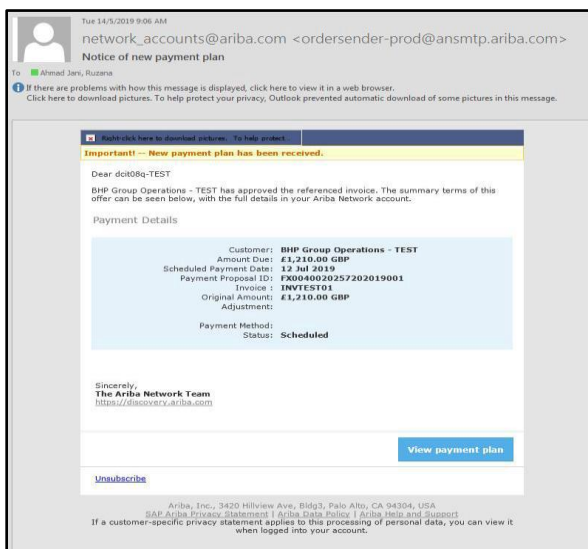 Tue 14/5/2019 9:06 AM
network_accounts@ariba.com <ordersender-prod@ansmtp.ariba.com>
Notice of new payment plan
To Ahmad Jani, Ruzana
If there are problems with how this message is displayed, click here to view it in a web browser.
Click here to download pictures. To help protect your privacy, Outlook prevented automatic download of some pictures in this message.
Right-click here to download pictures. To help protect...
Important! -- New payment plan has been received.
Dear dcit08q-TEST
BHP Group Operations - TEST has approved the referenced invoice. The summary terms of this
offer can be seen below, with the full details in your Ariba Network account.
Payment Details
Customer: BHP Group Operations - TEST
Amount Due: £1,210.00 GBP
Scheduled Payment Date: 12 Jul 2019
Payment Proposal ID: FX0040020257202019001
Invoice : INVTEST01
Original Amount: £1,210.00 GBP
Adjustment:
Payment Method:
Status: Scheduled
Sincerely,
The Ariba Network Team
https://discovery.ariba.com
View payment plan
Unsubscribe
Ariba, Inc., 3420 Hillview Ave, Bldg3, Palo Alto, CA 94304, USA
SAP Ariba Privacy Statement | Ariba Data Policy | Ariba Help and Support
If a customer-specific privacy statement applies to this processing of personal data, you can view it
when logged into your account.